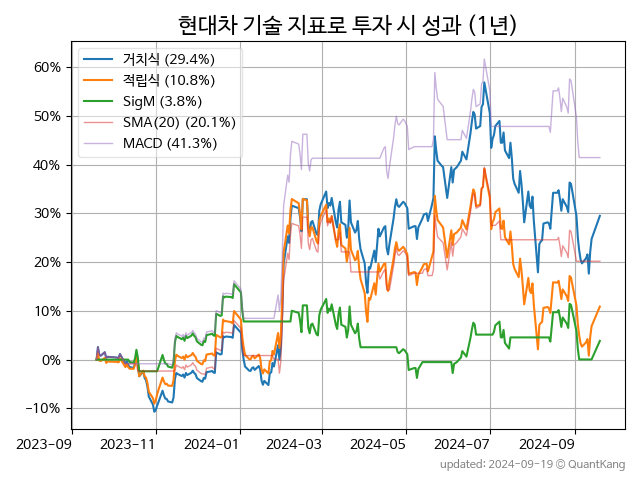 현대차 기술 지표로 투자 시 성과 (1년)
거치식 (29.4%)
적립식 (10.8%)
SigM (3.8%)
SMA(20) (20.1%)
MACD (41.3%)
60%
50%
40%
30%
20%
10%
0%
−10%
2023-09 2023-11 2024-01 2024-03 2024-05 2024-07 2024-09
updated: 2024-09-19 © QuantKang